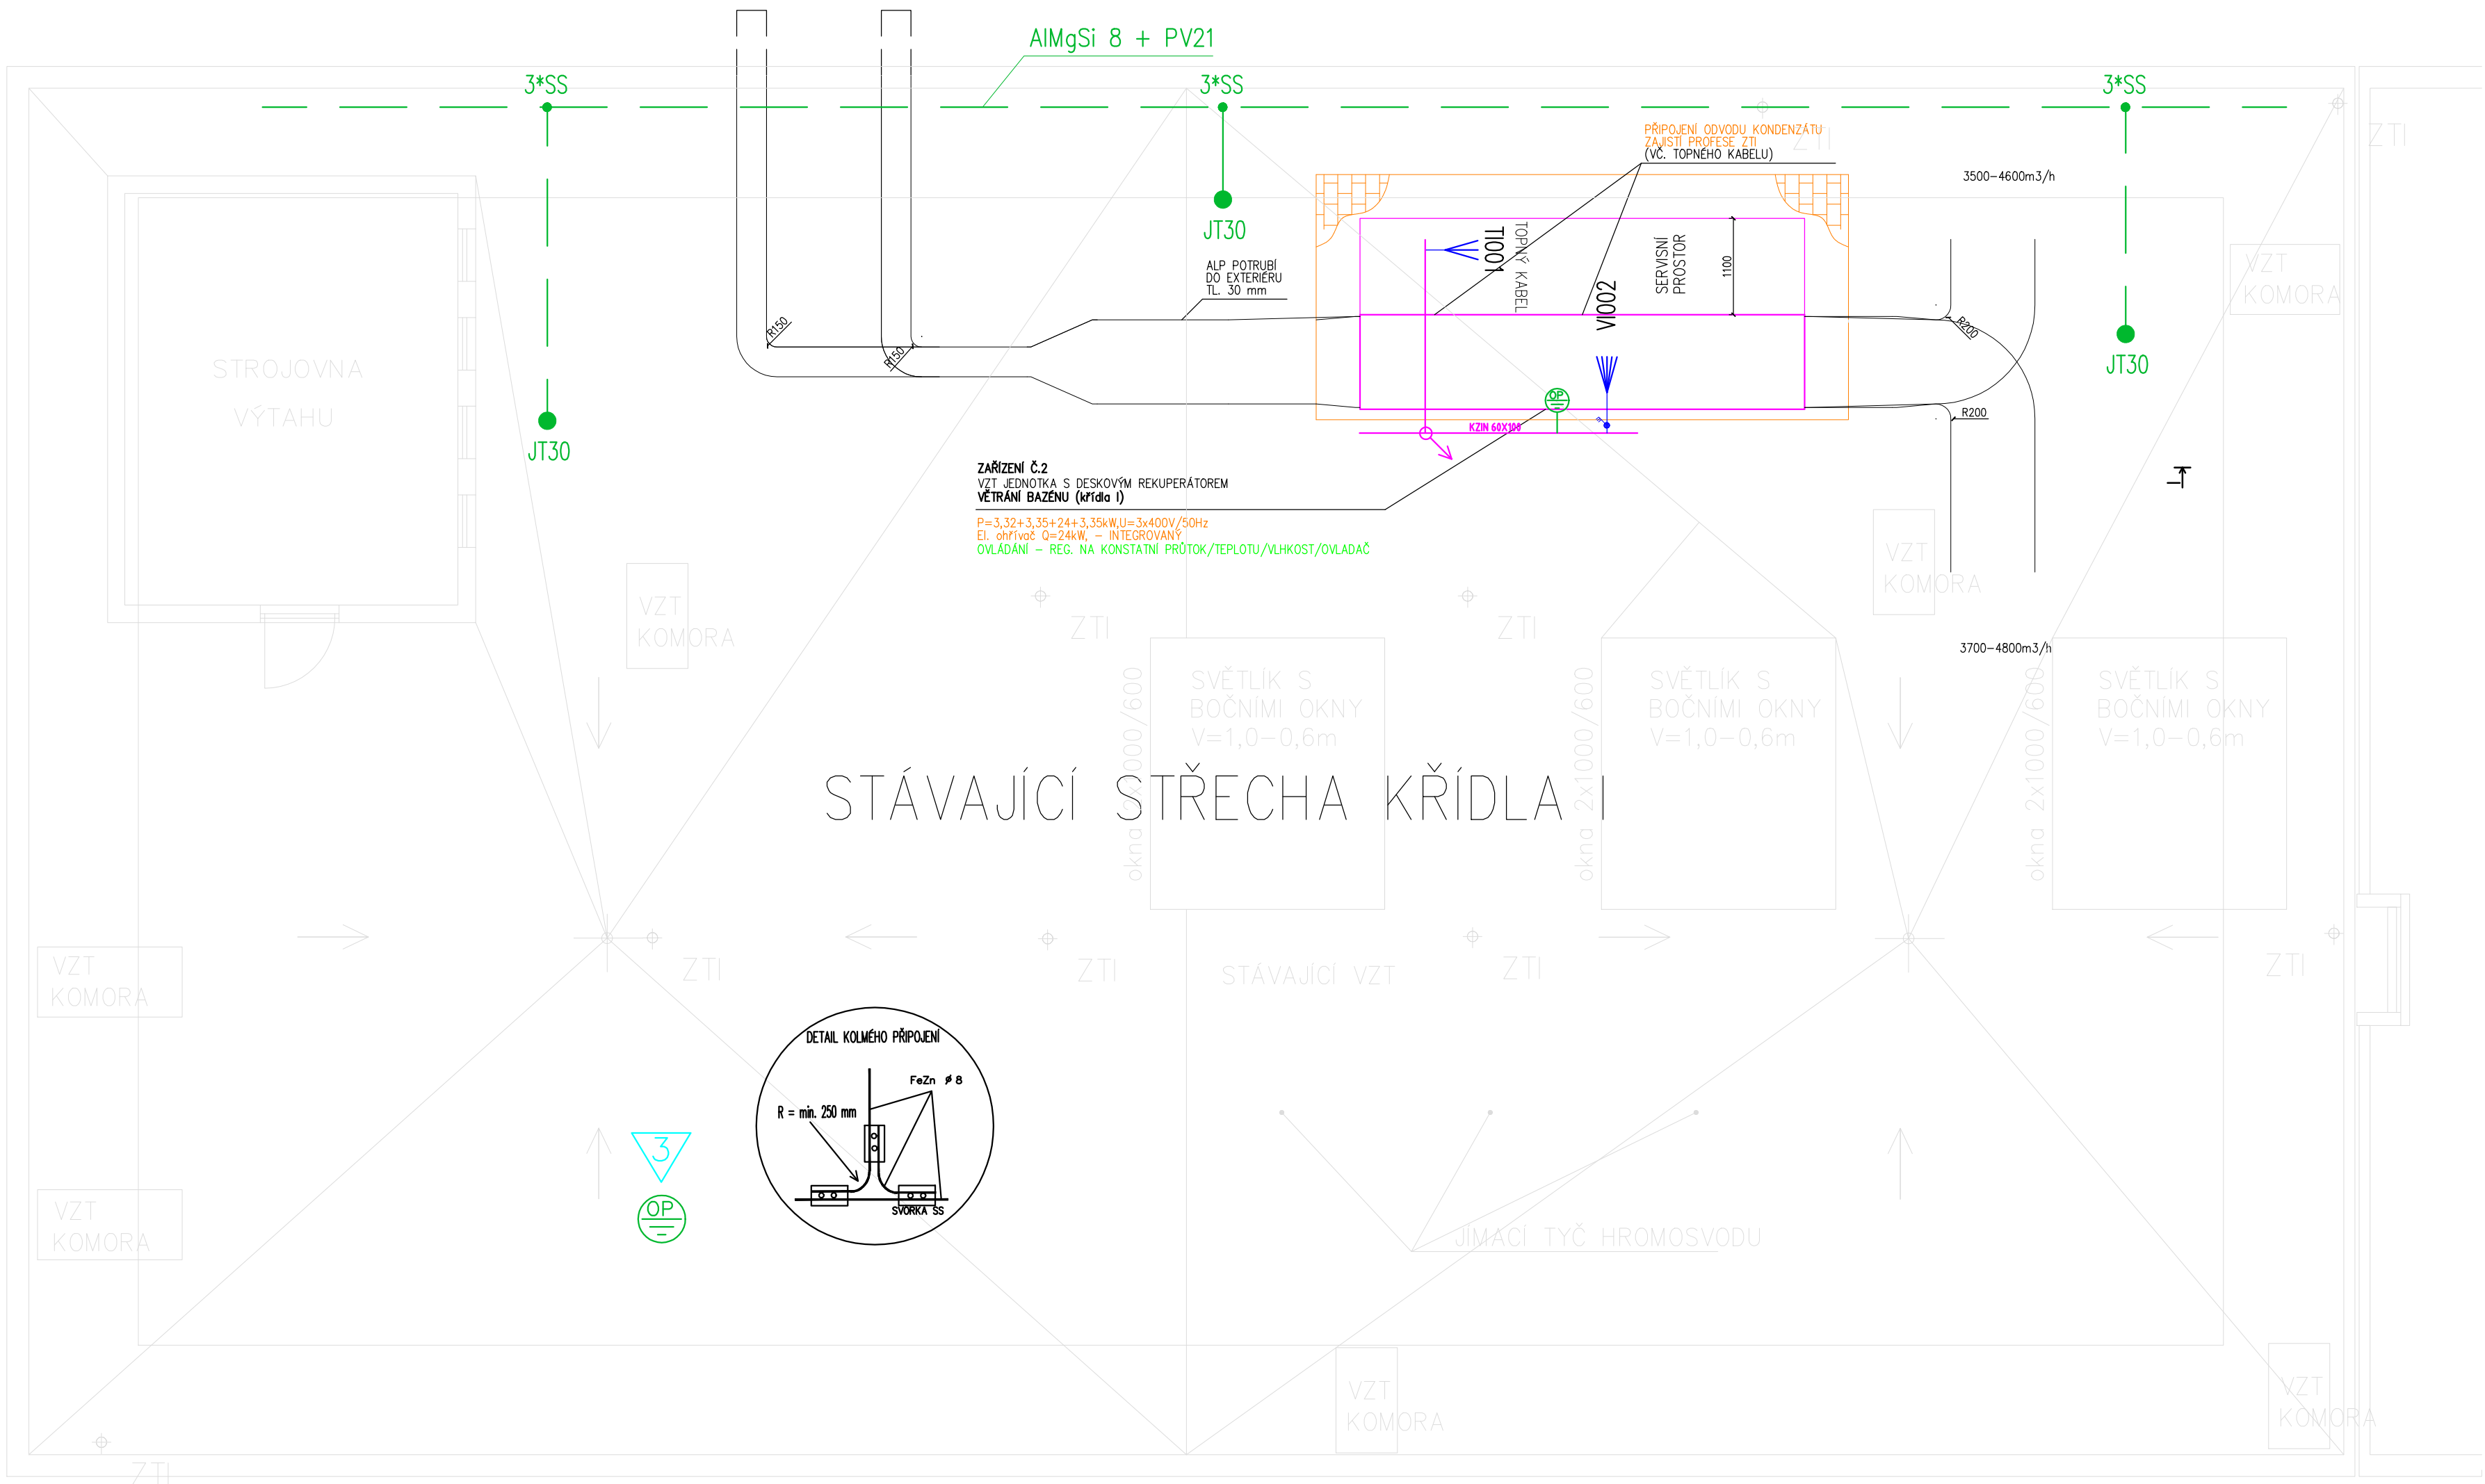 AlMgSi 8 + PV21
3*SS
3*SS
3*SS
ZTI
ZTI
PŘIPOJENÍ ODVODU KONDENZÁTU
ZAJISTÍ PROFESE ZTI
(VČ. TOPNÉHO KABELU)
3500-4600m3/h
JT30
TI001
TOPNÝ KABEL
SERVISNÍ
PROSTOR
1100
VI002
ALP POTRUBÍ
DO EXTERIÉRU
TL. 30 mm
VZT
KOMORA
R150
R150
R200
R200
STROJOVNA
VÝTAHU
JT30
JT30
OP
KZIN 60X100
ZAŘÍZENÍ Č.2
VZT JEDNOTKA S DESKOVÝM REKUPERÁTOREM
VĚTRÁNÍ BAZÉNU (křídla I)
P=3,32+3,35+24+3,35kW,U=3x400V/50Hz
El. ohřívač Q=24kW, - INTEGROVANÝ
OVLÁDÁNÍ - REG. NA KONSTATNÍ PRŮTOK/TEPLOTU/VLHKOST/OVLADAČ
VZT
KOMORA
VZT
KOMORA
ZTI
ZTI
3700-4800m3/h
SVĚTLÍK S
BOČNÍMI OKNY
V=1,0-0,6m
SVĚTLÍK S
BOČNÍMI OKNY
V=1,0-0,6m
SVĚTLÍK S
BOČNÍMI OKNY
V=1,0-0,6m
okna 2x1000/600
okna 2x1000/600
okna 2x1000/600
STÁVAJÍCÍ STŘECHA KŘÍDLA I
VZT
KOMORA
ZTI
ZTI
STÁVAJÍCÍ VZT
ZTI
ZTI
DETAIL KOLMÉHO PŘIPOJENÍ
FeZn ø 8
R = min. 250 mm
SVORKA SS
3
OP
VZT
KOMORA
JIMACÍ TYČ HROMOSVODU
VZT
KOMORA
VZT
KOMORA
ZTI